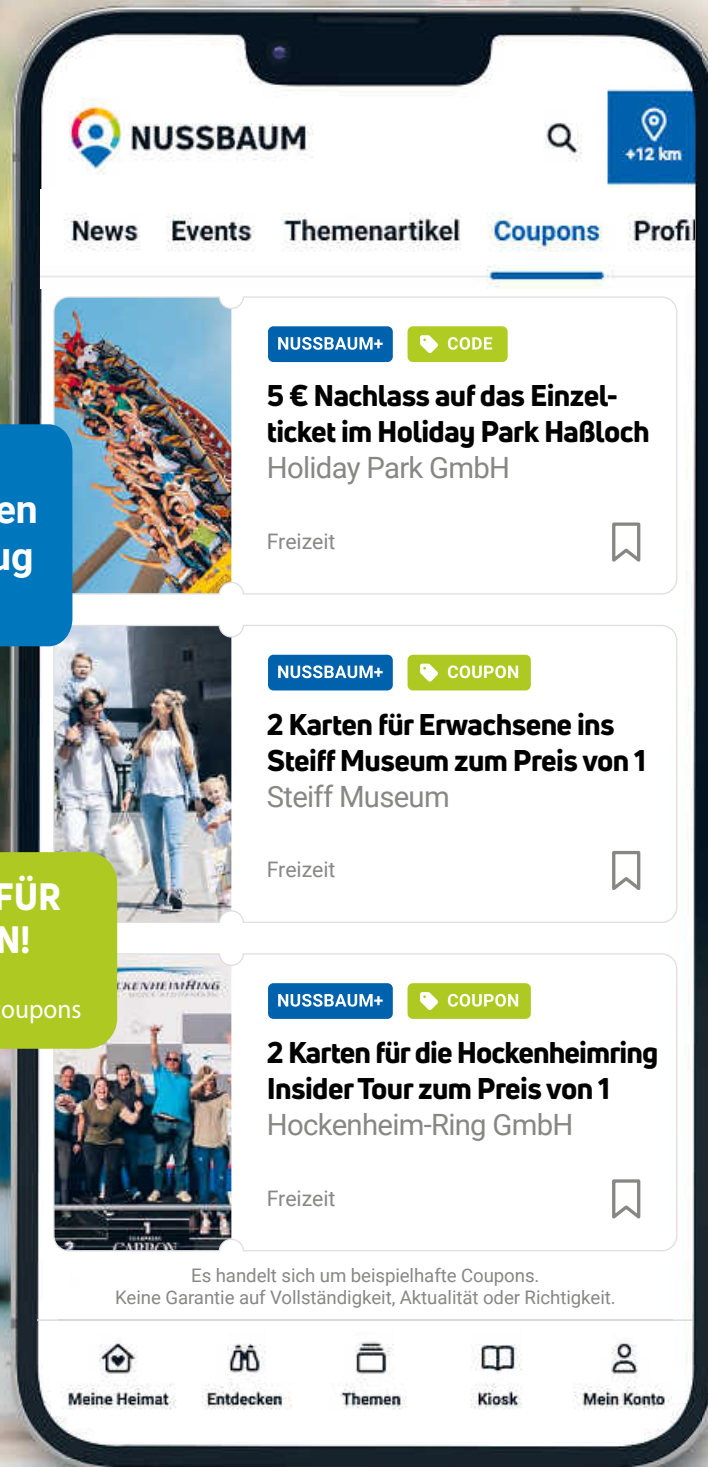 NUSSBAUM
+12 km
News Events Themenartikel Coupons Profil
NUSSBAUM+ CODE
5 € Nachlass auf das Einzel-
ticket im Holiday Park Haßloch
Holiday Park GmbH
Freizeit
NUSSBAUM+ COUPON
2 Karten für Erwachsene ins
Steiff Museum zum Preis von 1
Steiff Museum
Freizeit
FÜR
N!
oupons
HEIMRING
NUSSBAUM+ COUPON
2 Karten für die Hockenheimring
Insider Tour zum Preis von 1
Hockenheim-Ring GmbH
Freizeit
1
2
Es handelt sich um beispielhafte Coupons.
Keine Garantie auf Vollständigkeit, Aktualität oder Richtigkeit.
Meine Heimat Entdecken Themen Kiosk Mein Konto